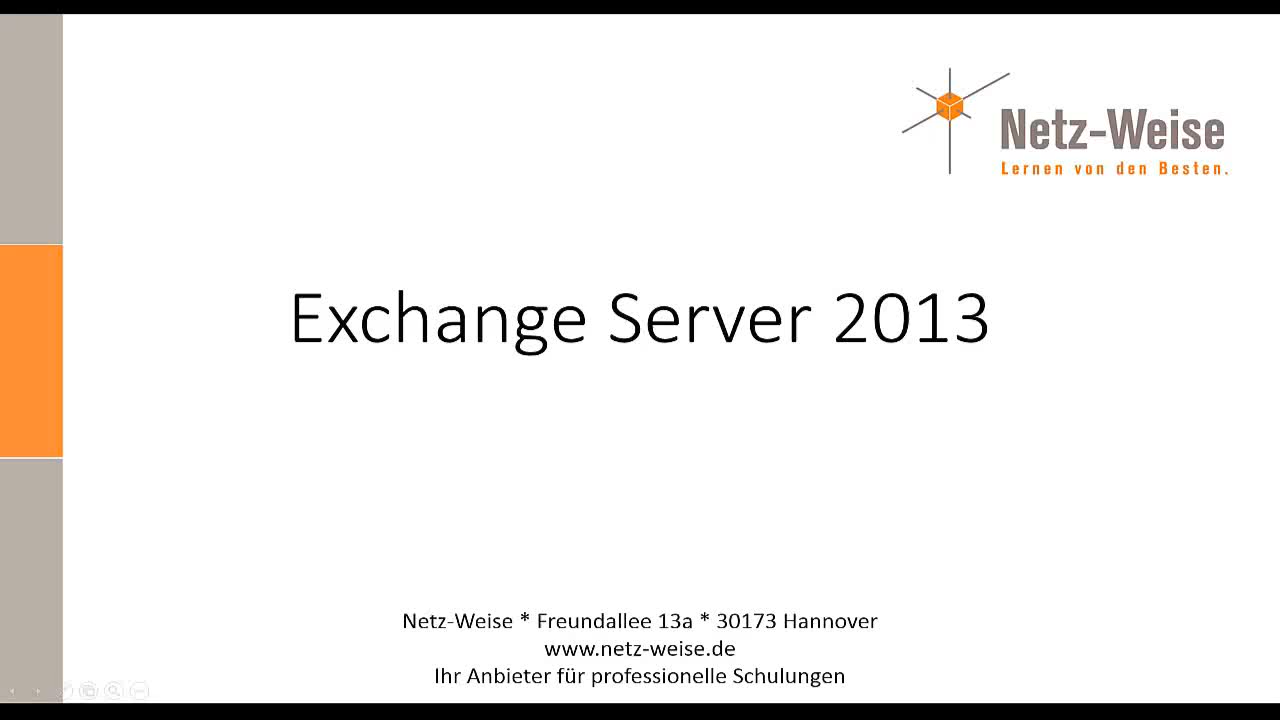 Netz-Weise
Lernen von den Besten.
Exchange Server 2013
Netz-Weise * Freundallee 13a * 30173 Hannover
www.netz-weise.de
Ihr Anbieter für professionelle Schulungen